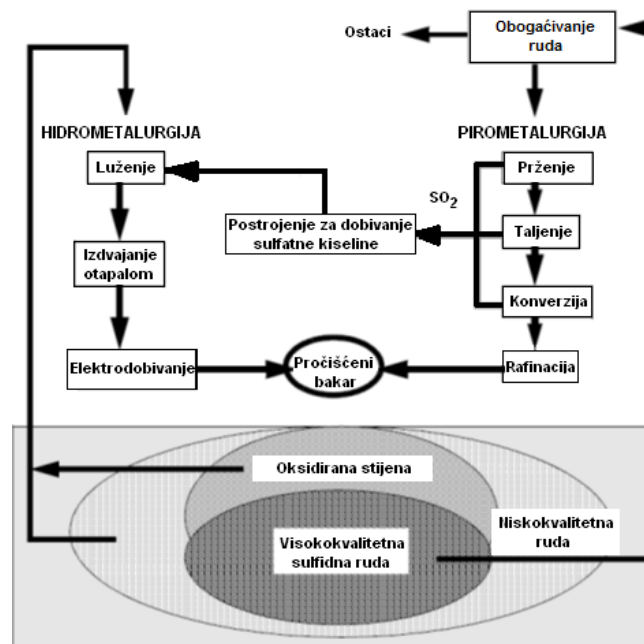 Ostaci
Obogaćivanje
ruda
HIDROMETALURGIJA
PIROMETALURGIJA
Luženje
Prženje
SO2
Postrojenje za dobivanje
sulfatne kiseline
Taljenje
Izdvajanje
otapalom
Konverzija
Elektrodobivanje
Pročišćeni
bakar
Rafinacija
Oksidirana stijena
Visokokvalitetna
sulfidna ruda
Niskokvalitetna
ruda